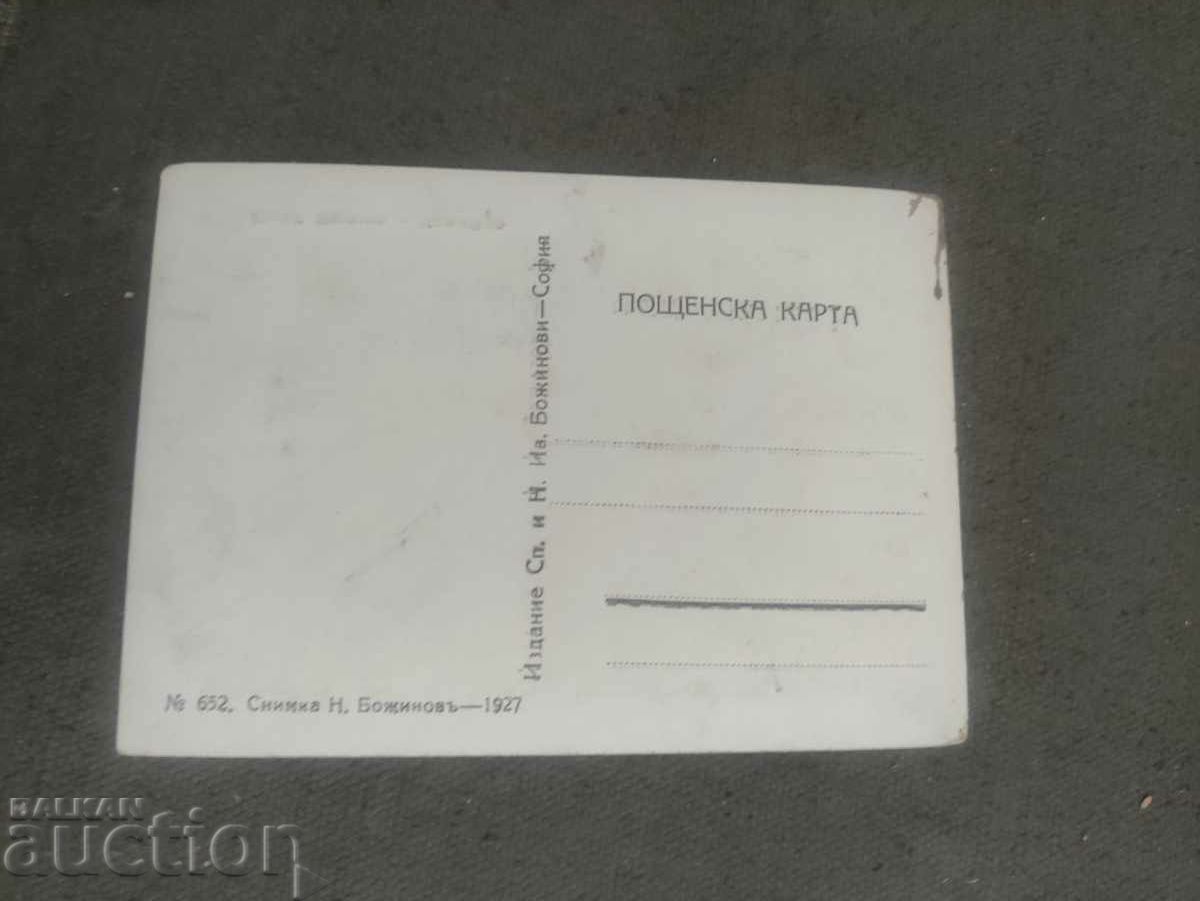 ПОЩЕНСКА КАРТА
Издание Сп. и Н. Ив. Божинови—София
№ 652. Снимка Н. Божиновъ—1927
BALKAN
auction